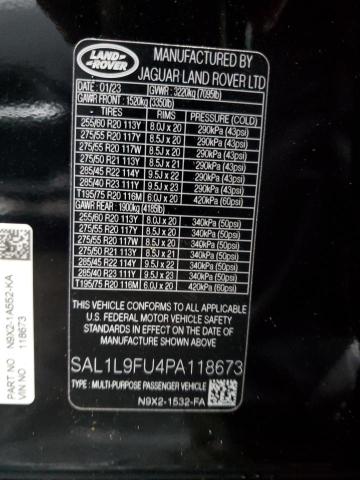 LAND ROVER
MANUFACTURED BY
JAGUAR LAND ROVER LTD
DATE : 01/23 GVWR : 3220kg (7095lb)
GAWR FRONT : 1520kg (3350lb)
TIRES RIMS PRESSURE (COLD)
255/60 R20 113Y 8.0J x 20 290kPa (43psi)
275/55 R20 117Y 8.5J x 20 290kPa (43psi)
275/55 R20 117W 8.5J x 20 290kPa (43psi)
275/50 R21 113Y 8.5J x 21 290kPa (43psi)
285/45 R22 114Y 9.5J x 22 290kPa (43psi)
285/40 R23 111Y 9.5J x 23 290kPa (43psi)
T195/75 R20 116M 6.0J x 20 420kPa (60psi)
GAWR REAR : 1900kg (4185lb)
255/60 R20 113Y 8.0J x 20 340kPa (50psi)
275/55 R20 117Y 8.5J x 20 340kPa (50psi)
275/55 R20 117W 8.5J x 20 340kPa (50psi)
275/50 R21 113Y 8.5J x 21 340kPa (50psi)
285/45 R22 114Y 9.5J x 22 340kPa (50psi)
285/40 R23 111Y 9.5J x 23 340kPa (50psi)
T195/75 R20 116M 6.0J x 20 420kPa (60psi)
THIS VEHICLE CONFORMS TO ALL APPLICABLE
U.S. FEDERAL MOTOR VEHICLE SAFETY STANDARDS
IN EFFECT ON THE DATE OF MANUFACTURE SHOWN ABOVE.
SAL1L9FU4PA118673
TYPE : MULTI-PURPOSE PASSENGER VEHICLE
N9X2-1532-FA
PART NO N9X2-1A552-KA
VIN NO 118673